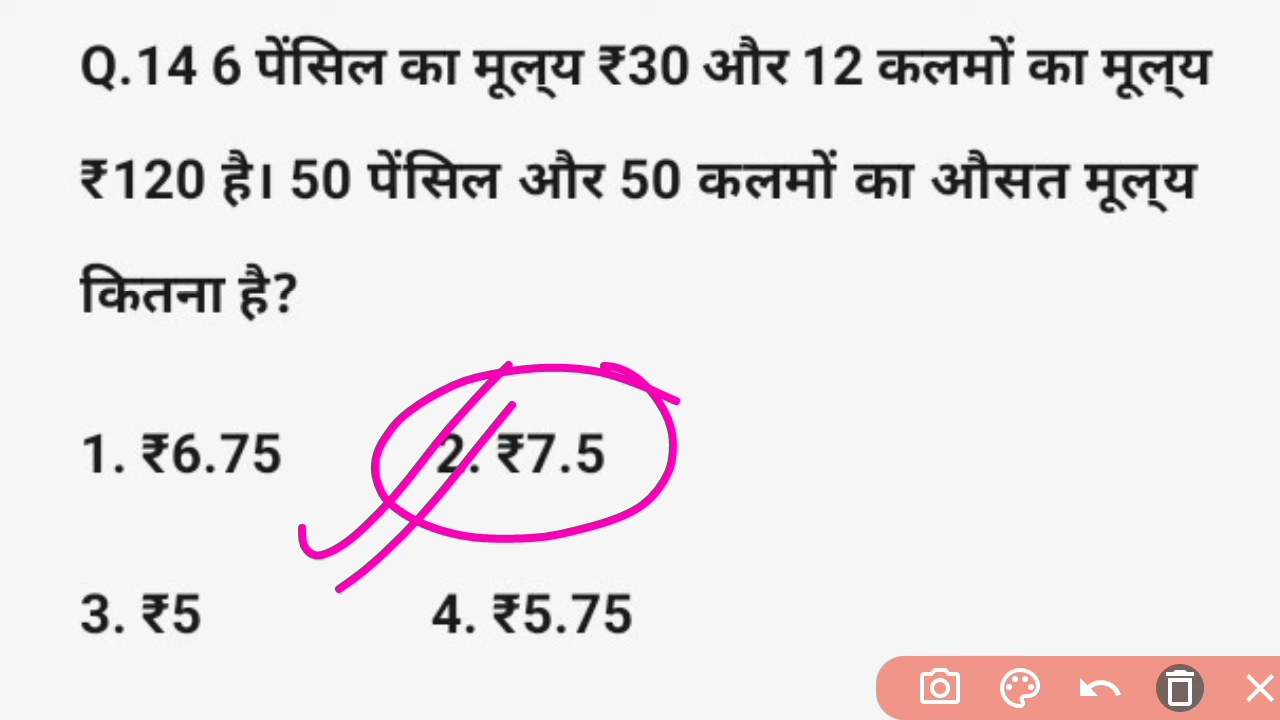 Q.14 6 पेंसिल का मूल्य ₹30 और 12 कलमों का मूल्य
₹120 है। 50 पेंसिल और 50 कलमों का औसत मूल्य
कितना है?
1. ₹6.75 2. ₹7.5
3. ₹5 4. ₹5.75